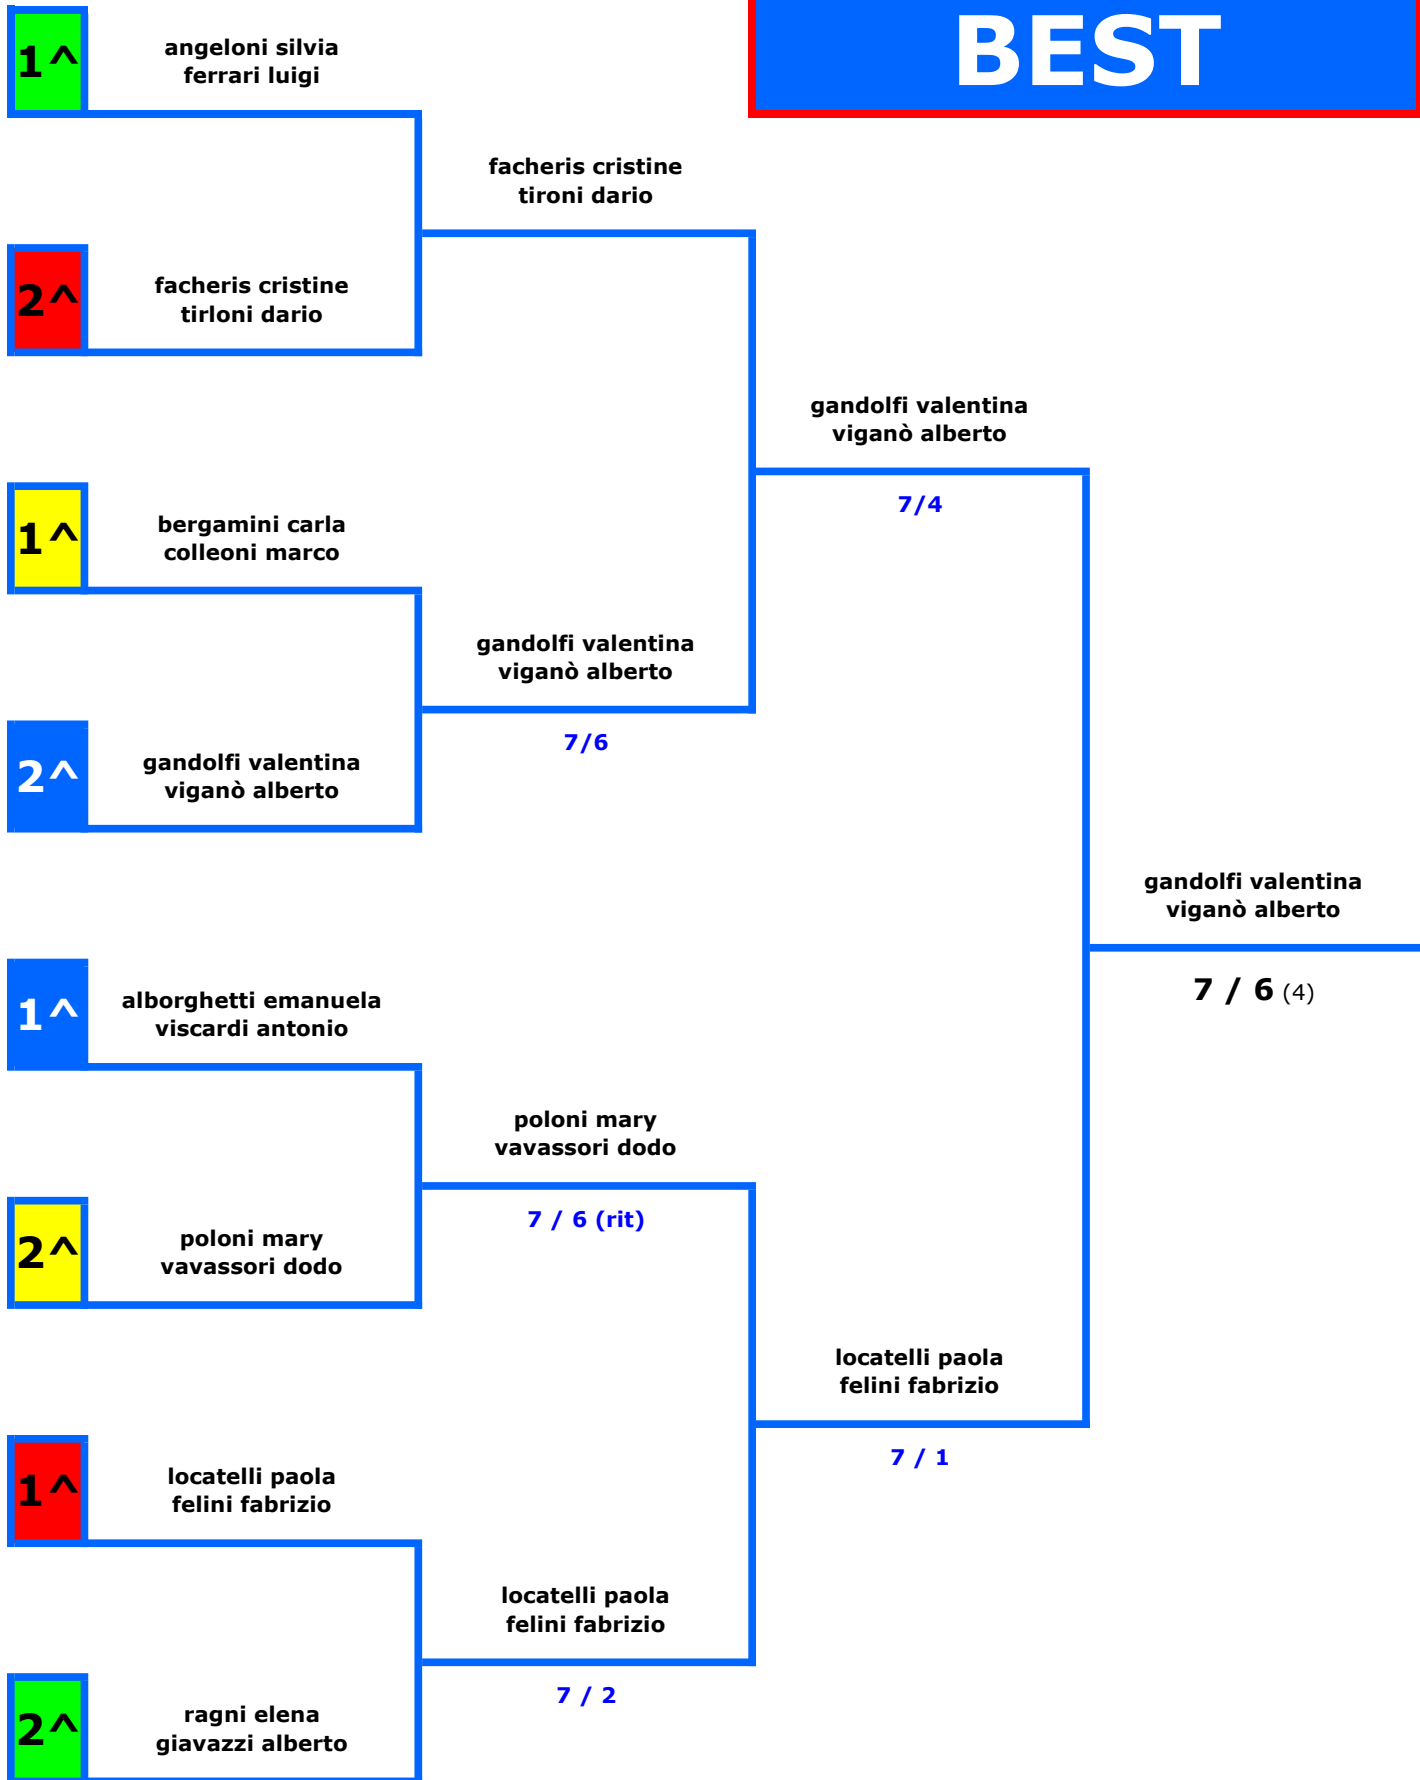 BEST
1^
angeloni silvia
ferrari luigi
facheris cristine
tironi dario
2^
facheris cristine
tirloni dario
gandolfi valentina
viganò alberto
7/4
1^
bergamini carla
colleoni marco
gandolfi valentina
viganò alberto
7/6
2^
gandolfi valentina
viganò alberto
gandolfi valentina
viganò alberto
7 / 6 (4)
1^
alborghetti emanuela
viscardi antonio
poloni mary
vavassori dodo
7 / 6 (rit)
2^
poloni mary
vavassori dodo
locatelli paola
felini fabrizio
7 / 1
1^
locatelli paola
felini fabrizio
locatelli paola
felini fabrizio
7 / 2
2^
ragni elena
giavazzi alberto